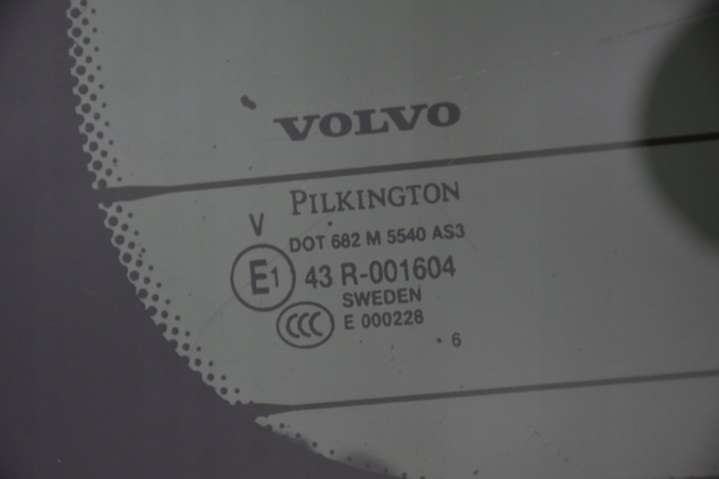 VOLVO
PILKINGTON
V
DOT 682 M 5540 AS3
E1 43 R-001604
SWEDEN
CCC E 000228
6